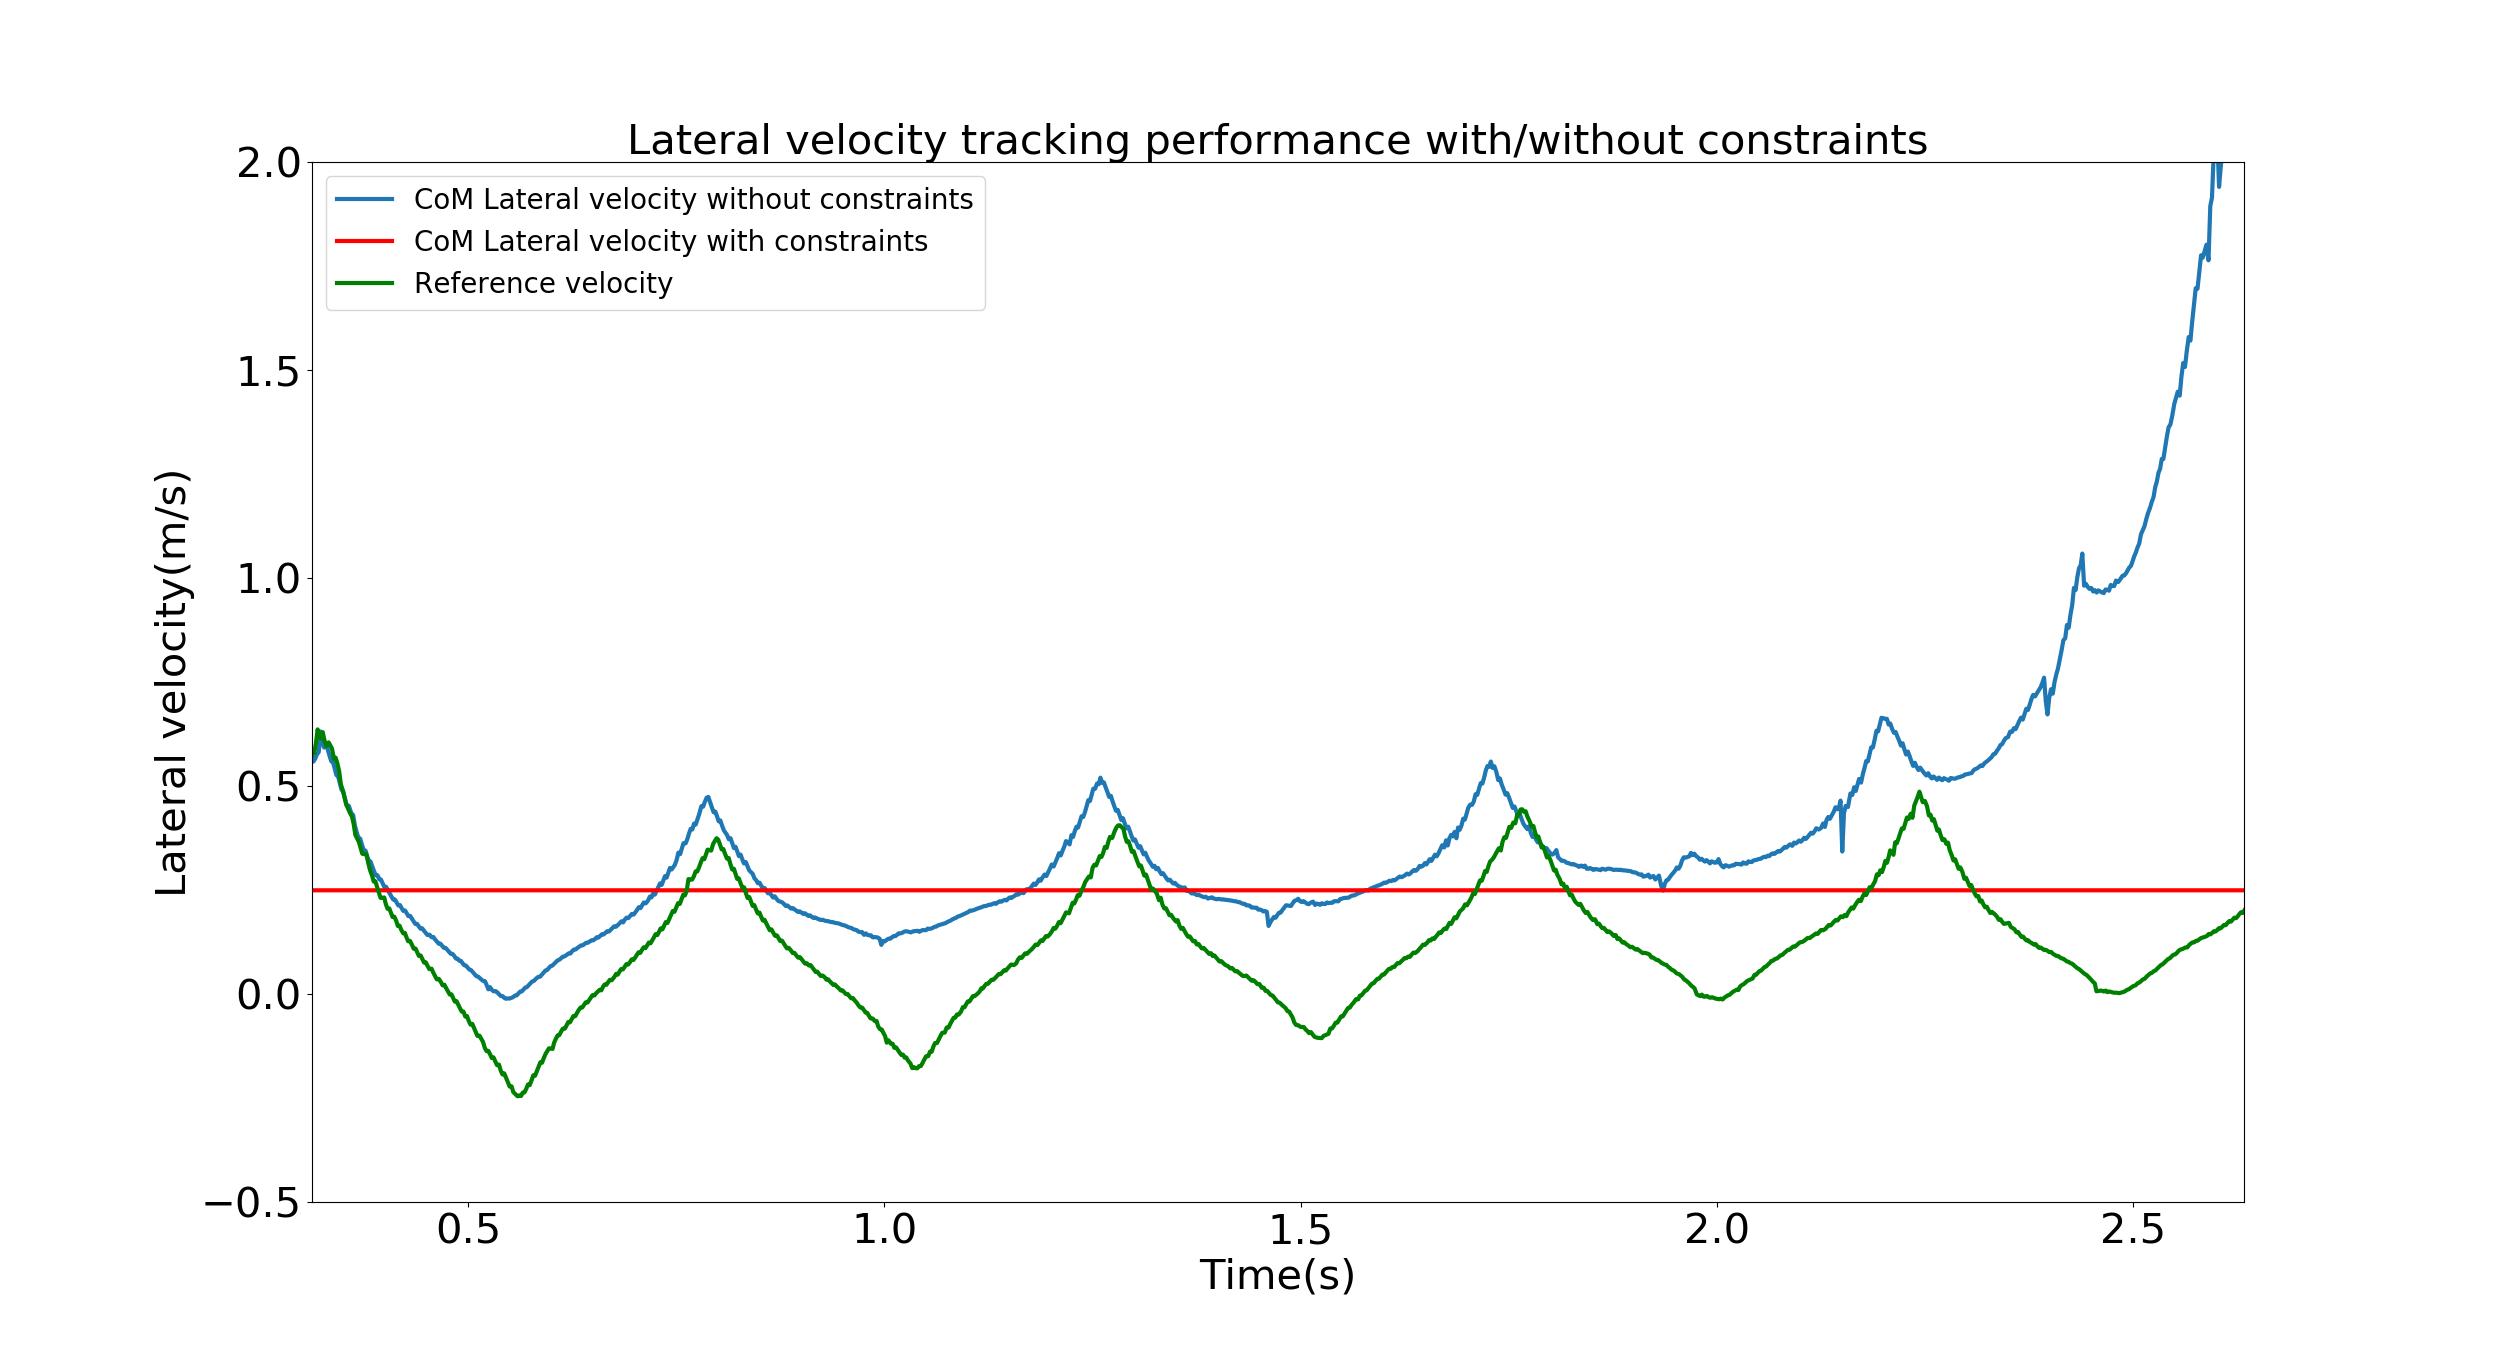 Lateral velocity tracking performance with/without constraints
2.0
CoM Lateral velocity without constraints
CoM Lateral velocity with constraints
Reference velocity
1.5
1.0
0.5
0.0
−0.5
Lateral velocity(m/s)
0.5 1.0 1.5 2.0 2.5
Time(s)